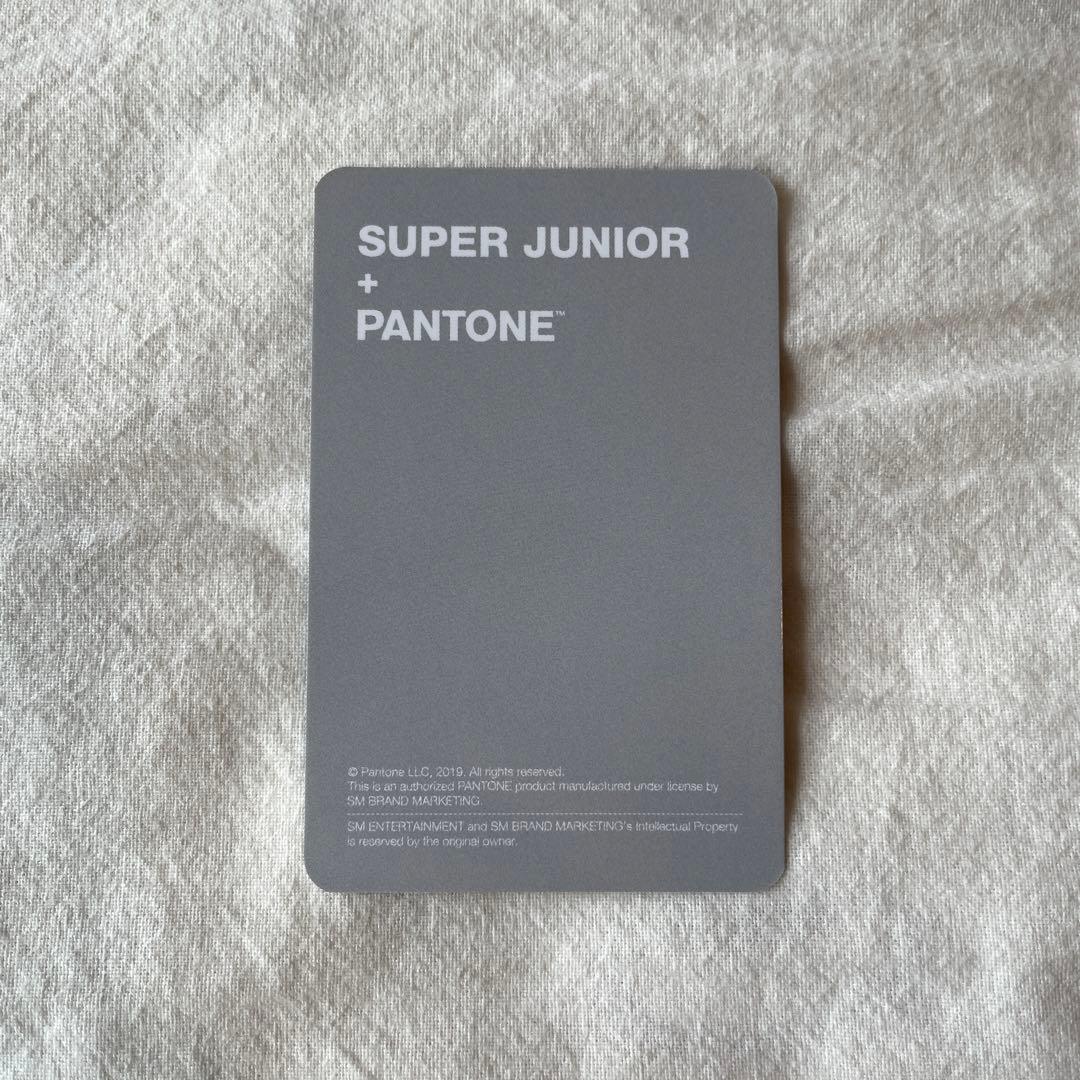 SUPER JUNIOR
+
PANTONE™
© Pantone LLC, 2019. All rights reserved.
This is an authorized PANTONE product manufactured under license by
SM BRAND MARKETING.
SM ENTERTAINMENT and SM BRAND MARKETING's Intellectual Property
is reserved by the original owner.